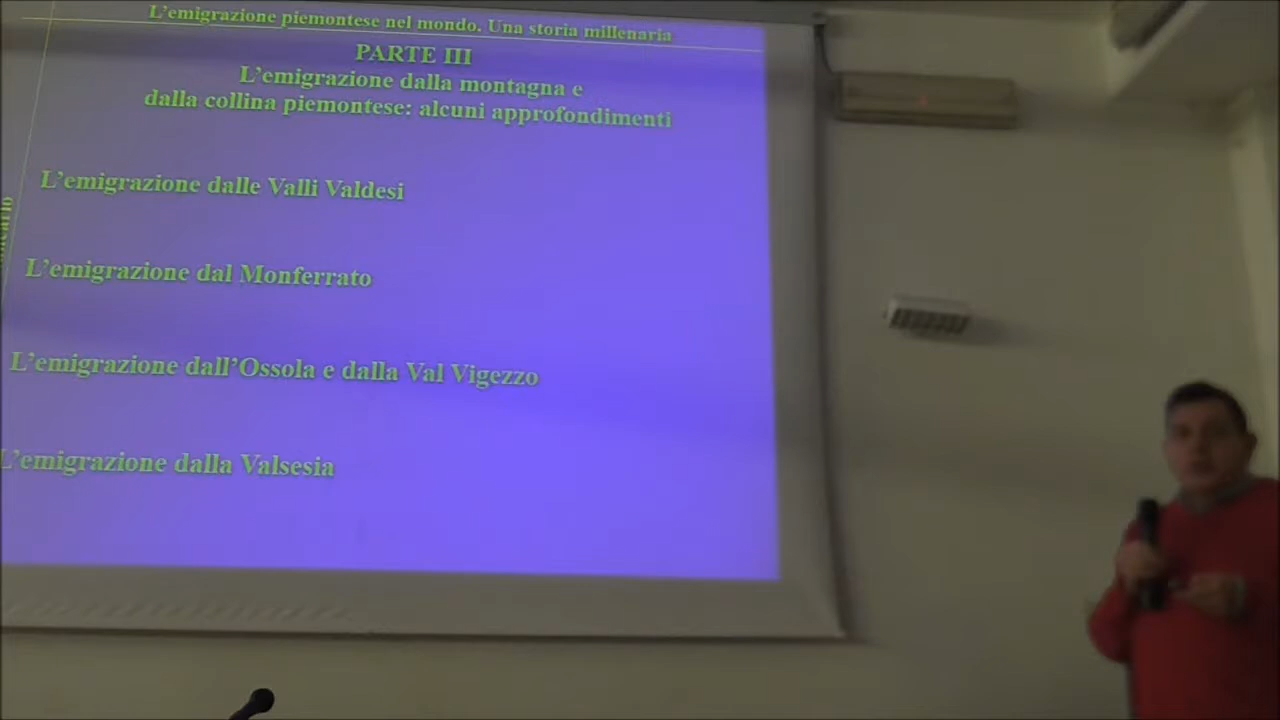 L'emigrazione piemontese nel mondo. Una storia millenaria
PARTE III
L'emigrazione dalla montagna e
dalla collina piemontese: alcuni approfondimenti
L'emigrazione dalle Valli Valdesi
L'emigrazione dal Monferrato
L'emigrazione dall'Ossola e dalla Val Vigezzo
L'emigrazione dalla Valsesia